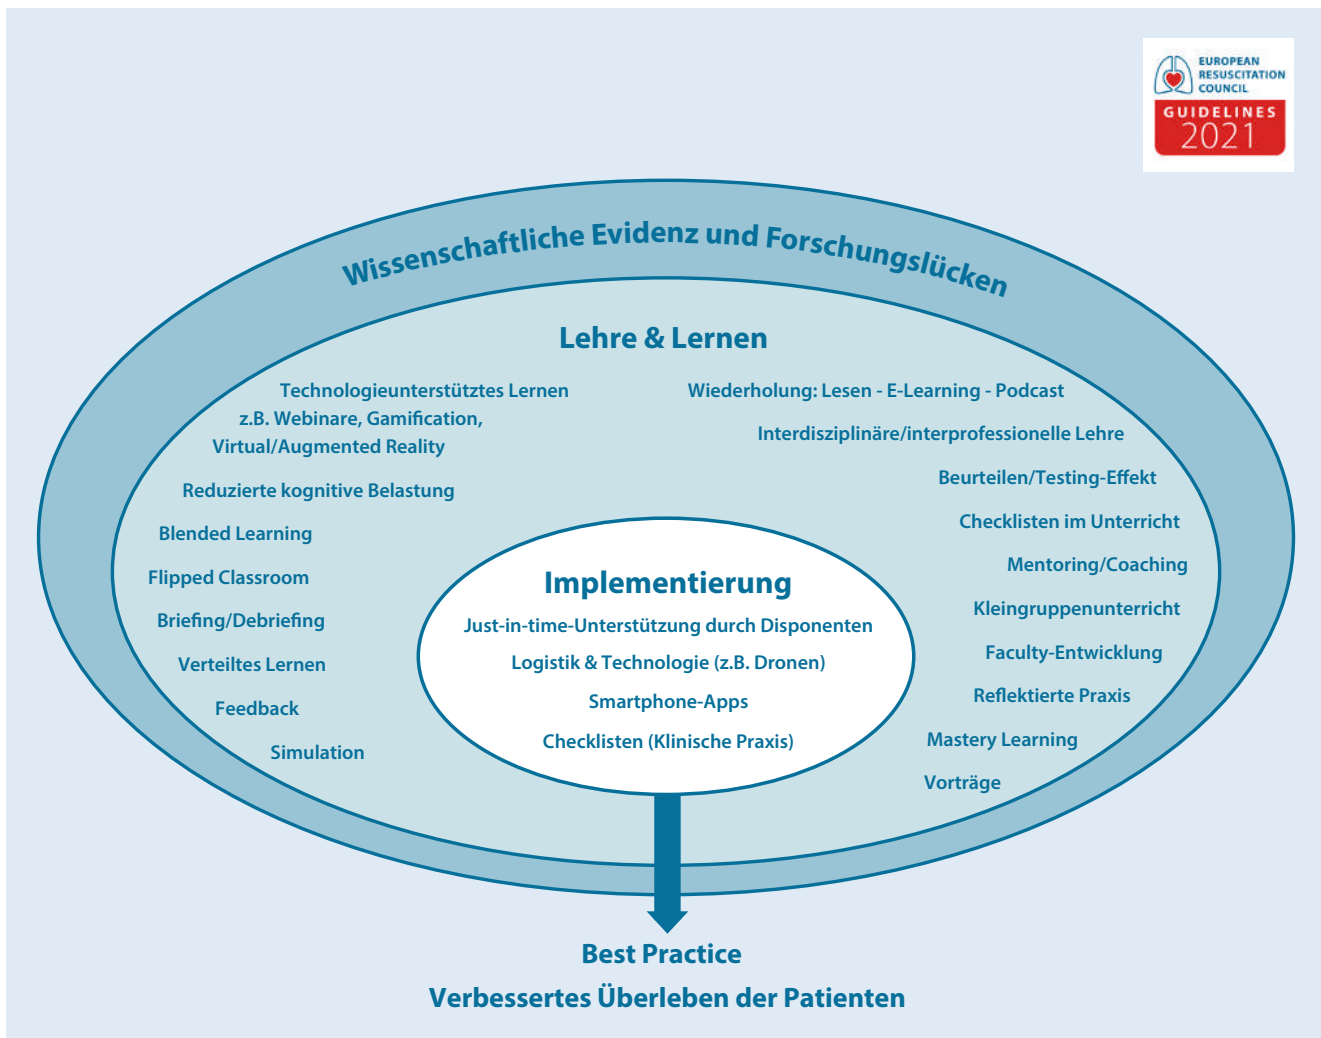 EUROPEAN
RESUSCITATION
COUNCIL
GUIDELINES
2021
Wissenschaftliche Evidenz und Forschungslücken
Lehre & Lernen
Technologieunterstütztes Lernen
z.B. Webinare, Gamification,
Virtual/Augmented Reality
Reduzierte kognitive Belastung
Blended Learning
Flipped Classroom
Briefing/Debriefing
Verteiltes Lernen
Feedback
Simulation
Wiederholung: Lesen - E-Learning - Podcast
Interdisziplinäre/interprofessionelle Lehre
Beurteilen/Testing-Effekt
Checklisten im Unterricht
Mentoring/Coaching
Kleingruppenunterricht
Faculty-Entwicklung
Reflektierte Praxis
Mastery Learning
Vorträge
Implementierung
Just-in-time-Unterstützung durch Disponenten
Logistik & Technologie (z.B. Dronen)
Smartphone-Apps
Checklisten (Klinische Praxis)
Best Practice
Verbessertes Überleben der Patienten